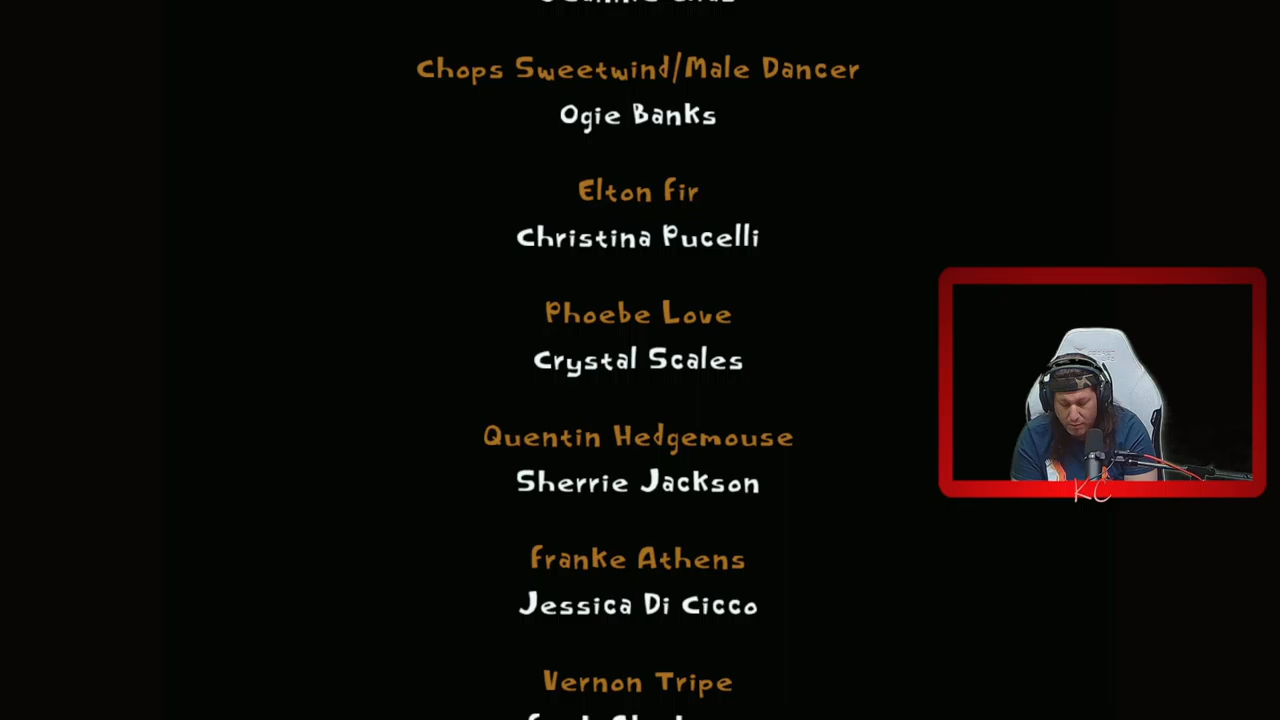 Chops Sweetwind/Male Dancer
Ogie Banks
Elton Fir
Christina Pucelli
Phoebe Love
Crystal Scales
Quentin Hedgemouse
Sherrie Jackson
Franke Athens
Jessica Di Cicco
Vernon Tripe
KC